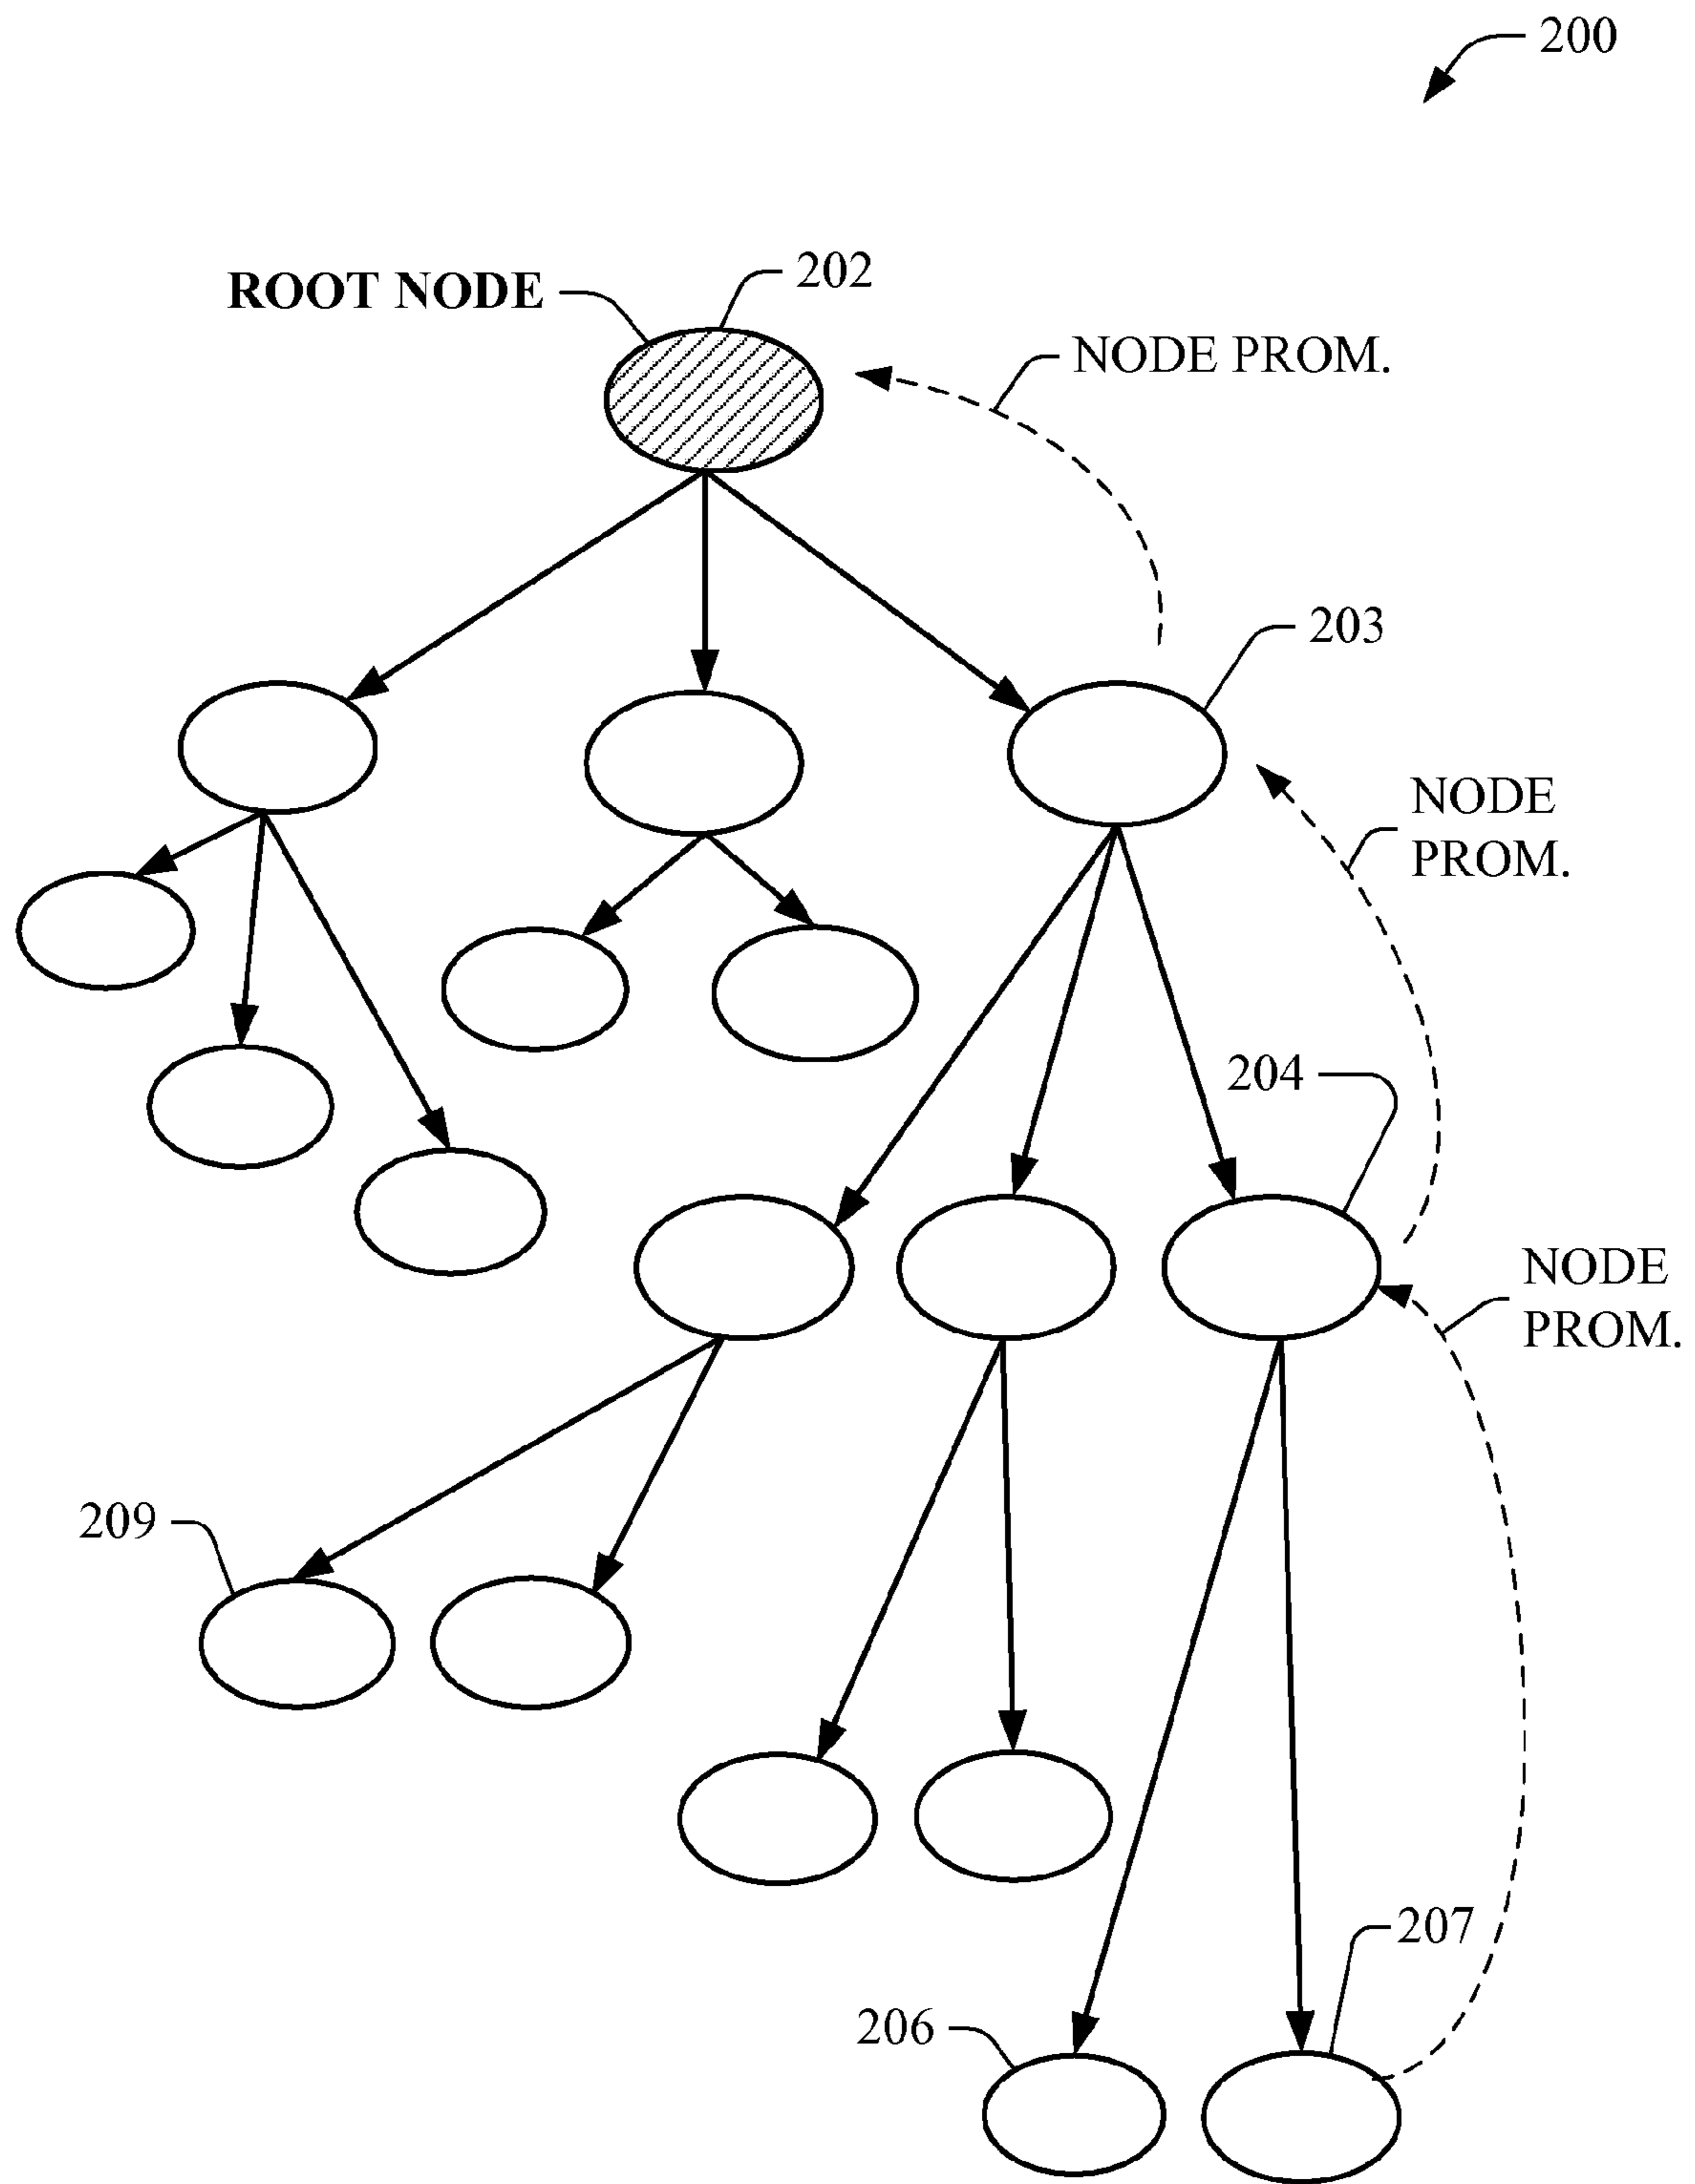 200
202
ROOT NODE
NODE PROM.
203
NODE
PROM.
204
NODE
PROM.
209
207
206